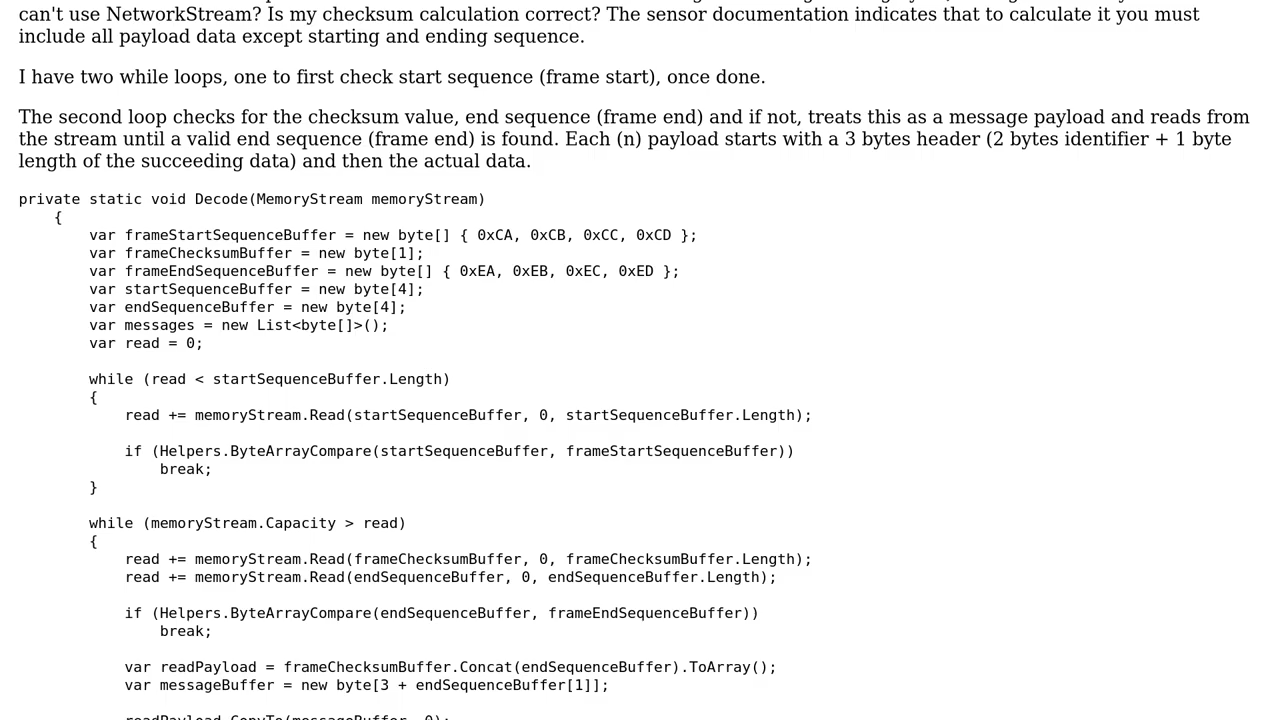 can't use NetworkStream? Is my checksum calculation correct? The sensor documentation indicates that to calculate it you must
include all payload data except starting and ending sequence.
I have two while loops, one to first check start sequence (frame start), once done.
The second loop checks for the checksum value, end sequence (frame end) and if not, treats this as a message payload and reads from
the stream until a valid end sequence (frame end) is found. Each (n) payload starts with a 3 bytes header (2 bytes identifier + 1 byte
length of the succeeding data) and then the actual data.
private static void Decode(MemoryStream memoryStream)
{
var frameStartSequenceBuffer = new byte[] { 0xCA, 0xCB, 0xCC, 0xCD };
var frameChecksumBuffer = new byte[1];
var frameEndSequenceBuffer = new byte[] { 0xEA, 0xEB, 0xEC, 0xED };
var startSequenceBuffer = new byte[4];
var endSequenceBuffer = new byte[4];
var messages = new List<byte[]>();
var read = 0;
while (read < startSequenceBuffer.Length)
{
read += memoryStream.Read(startSequenceBuffer, 0, startSequenceBuffer.Length);
if (Helpers.ByteArrayCompare(startSequenceBuffer, frameStartSequenceBuffer))
break;
}
while (memoryStream.Capacity > read)
{
read += memoryStream.Read(frameChecksumBuffer, 0, frameChecksumBuffer.Length);
read += memoryStream.Read(endSequenceBuffer, 0, endSequenceBuffer.Length);
if (Helpers.ByteArrayCompare(endSequenceBuffer, frameEndSequenceBuffer))
break;
var readPayload = frameChecksumBuffer.Concat(endSequenceBuffer).ToArray();
var messageBuffer = new byte[3 + endSequenceBuffer[1]];